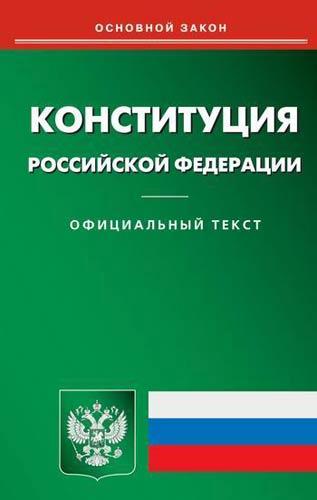 ОСНОВНОЙ ЗАКОН
КОНСТИТУЦИЯ
РОССИЙСКОЙ ФЕДЕРАЦИИ
ОФИЦИАЛЬНЫЙ ТЕКСТ